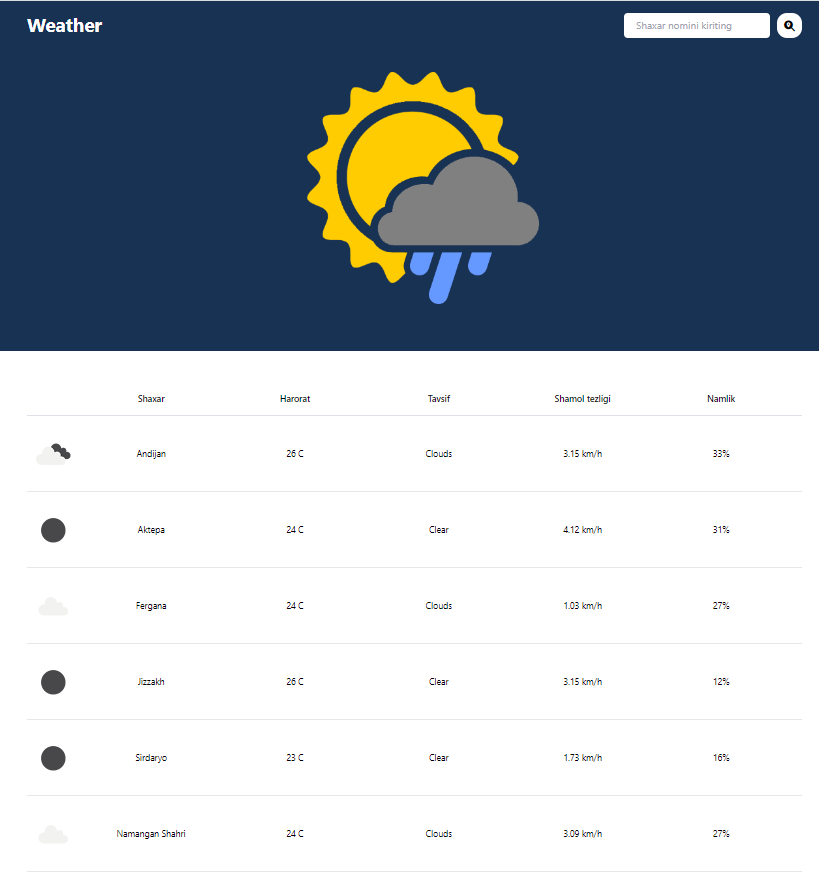 Weather
Shaxar nomini kiriting
Shaxar Harorat Tavsif Shamol tezligi Namlik
Andijan 26 C Clouds 3.15 km/h 33%
Aktepa 24 C Clear 4.12 km/h 31%
Fergana 24 C Clouds 1.03 km/h 27%
Jizzakh 26 C Clear 3.15 km/h 12%
Sirdaryo 23 C Clear 1.73 km/h 16%
Namangan Shahri 24 C Clouds 3.09 km/h 27%